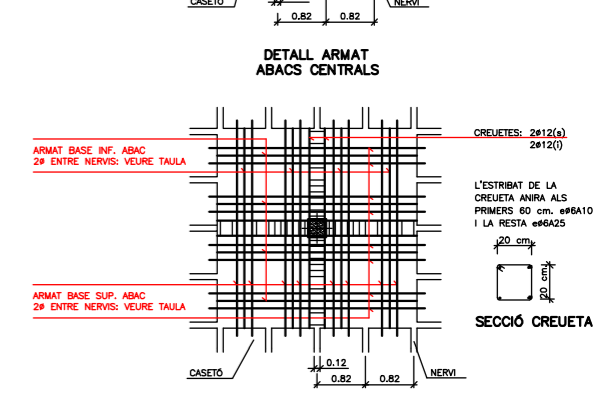 CASETÓ
0.82
0.82
NERVI
DETALL ARMAT
ABACS CENTRALS
CREUETES: 2ø12(s)
2ø12(i)
ARMAT BASE INF. ABAC
2ø ENTRE NERVIS: VEURE TAULA
L'ESTRIBAT DE LA
CREUETA ANIRA ALS
PRIMERS 60 cm. eø6A10
I LA RESTA eø6A25
20 cm.
20 cm.
ARMAT BASE SUP. ABAC
2ø ENTRE NERVIS: VEURE TAULA
SECCIÓ CREUETA
0.12
CASETÓ
0.82
0.82
NERVI